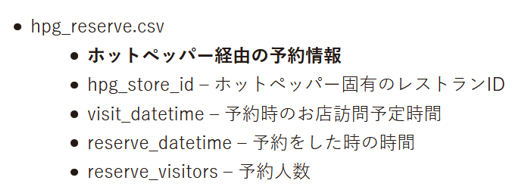 • hpg_reserve.csv
• ホットペッパー経由の予約情報
• hpg_store_id – ホットペッパー固有のレストランID
• visit_datetime – 予約時のお店訪問予定時間
• reserve_datetime – 予約をした時の時間
• reserve_visitors – 予約人数